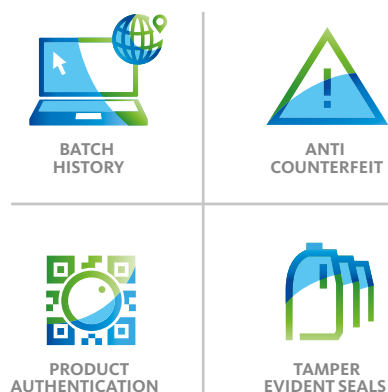 BATCH
HISTORY
ANTI
COUNTERFEIT
PRODUCT
AUTHENTICATION
TAMPER
EVIDENT SEALS